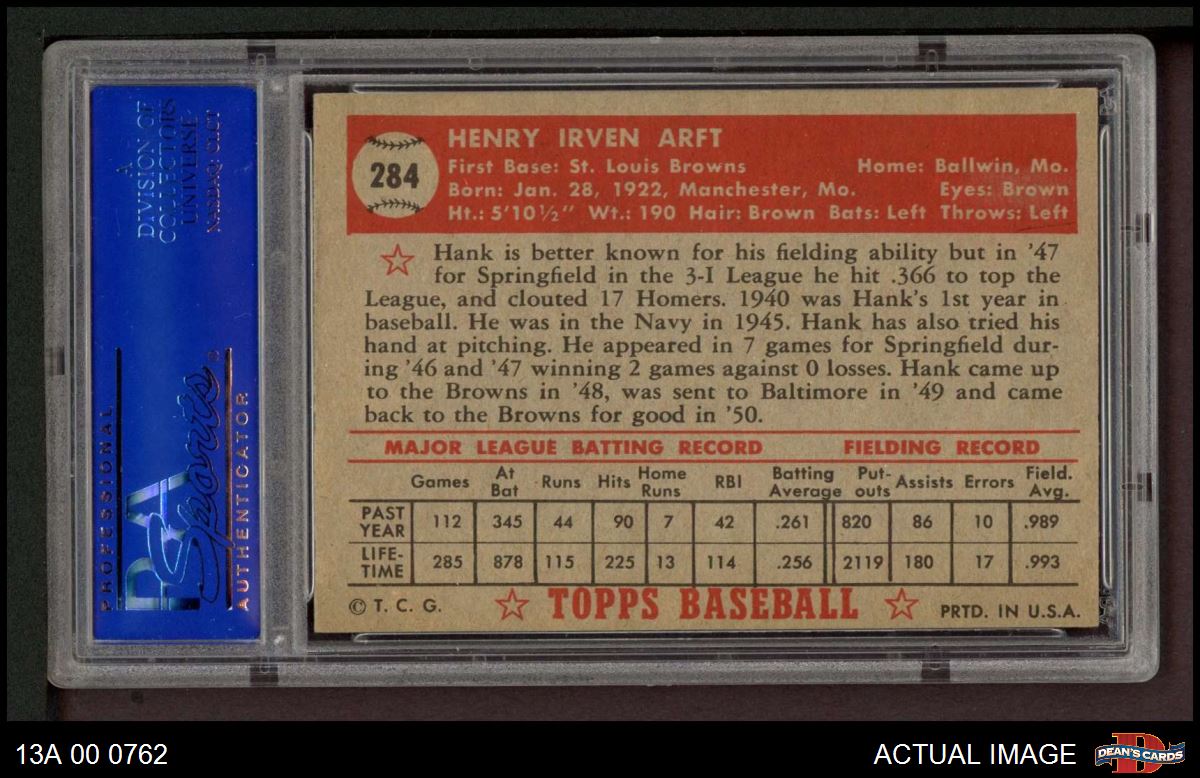 A
DIVISION OF
COLLECTORS
UNIVERSE
NASDAQ: CLCT
PROFESSIONAL
PSA
Sports
AUTHENTICATOR
284
HENRY IRVEN ARFT
First Base: St. Louis Browns Home: Ballwin, Mo.
Born: Jan. 28, 1922, Manchester, Mo. Eyes: Brown
Ht.: 5'10½" Wt.: 190 Hair: Brown Bats: Left Throws: Left
Hank is better known for his fielding ability but in '47
for Springfield in the 3-I League he hit .366 to top the
League, and clouted 17 Homers. 1940 was Hank's 1st year in
baseball. He was in the Navy in 1945. Hank has also tried his
hand at pitching. He appeared in 7 games for Springfield dur-
ing '46 and '47 winning 2 games against 0 losses. Hank came up
to the Browns in '48, was sent to Baltimore in '49 and came
back to the Browns for good in '50.
MAJOR LEAGUE BATTING RECORD FIELDING RECORD
Games At Bat Runs Hits Home Runs RBI Batting Average Put-outs Assists Errors Field. Avg.
PAST YEAR 112 345 44 90 7 42 .261 820 86 10 .989
LIFE-TIME 285 878 115 225 13 114 .256 2119 180 17 .993
© T. C. G. TOPPS BASEBALL PRTD. IN U.S.A.
13A 00 0762 ACTUAL IMAGE DEAN'S CARDS